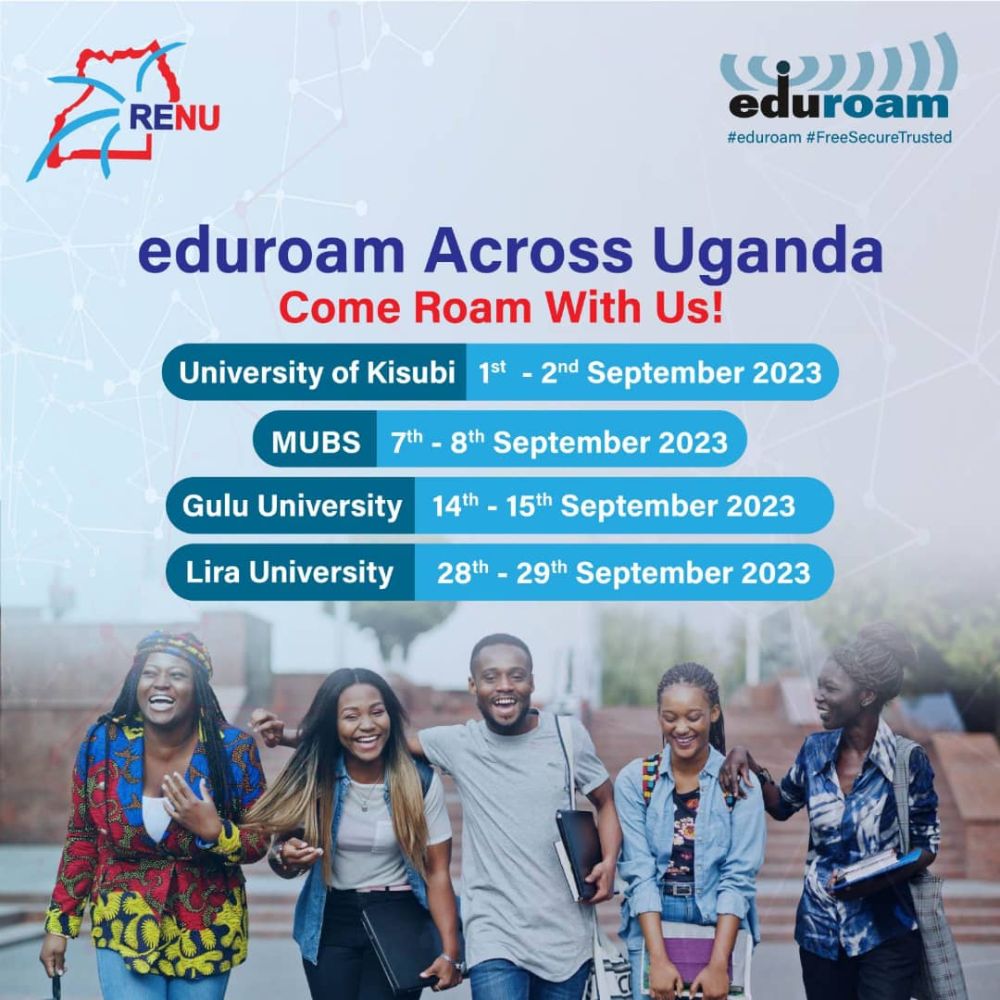 RENU
eduroam
#eduroam #FreeSecureTrusted
eduroam Across Uganda
Come Roam With Us!
University of Kisubi 1st - 2nd September 2023
MUBS 7th - 8th September 2023
Gulu University 14th - 15th September 2023
Lira University 28th - 29th September 2023